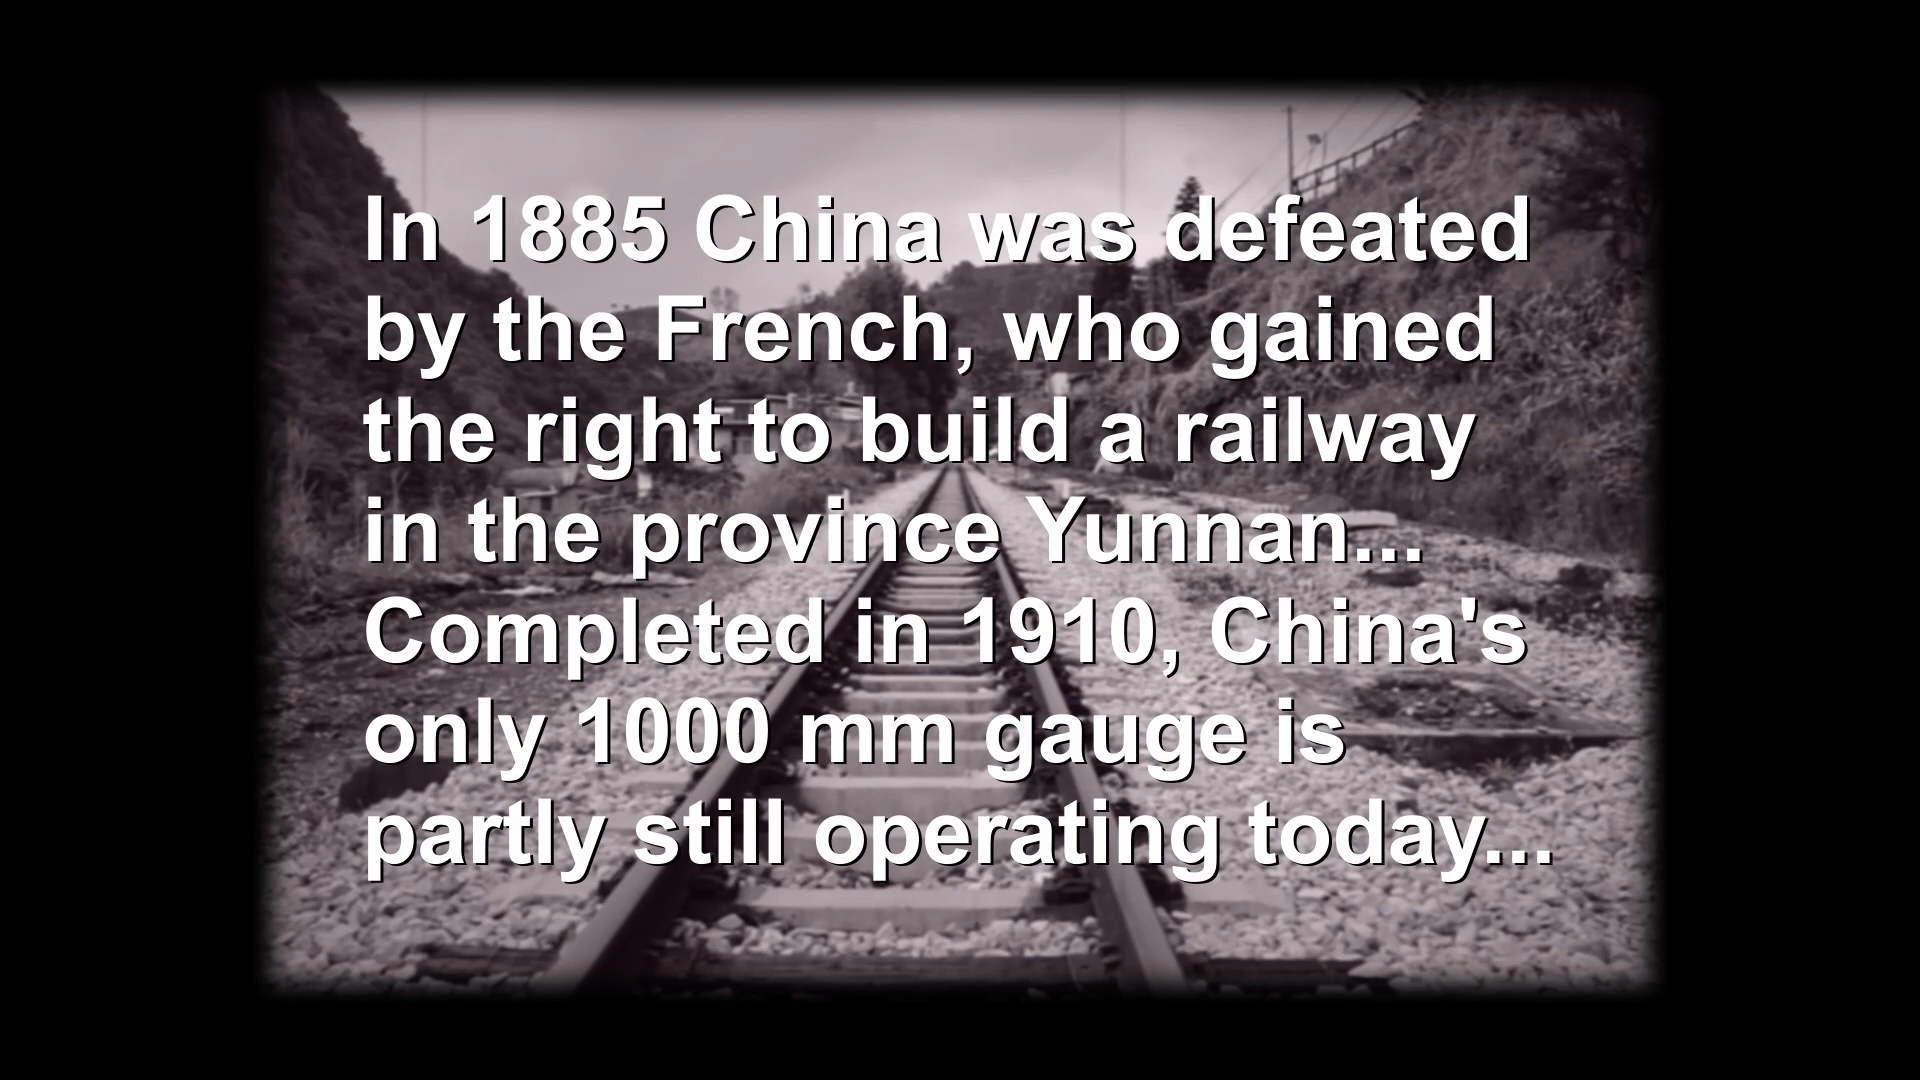 In 1885 China was defeated
by the French, who gained
the right to build a railway
in the province Yunnan...
Completed in 1910, China's
only 1000 mm gauge is
partly still operating today...